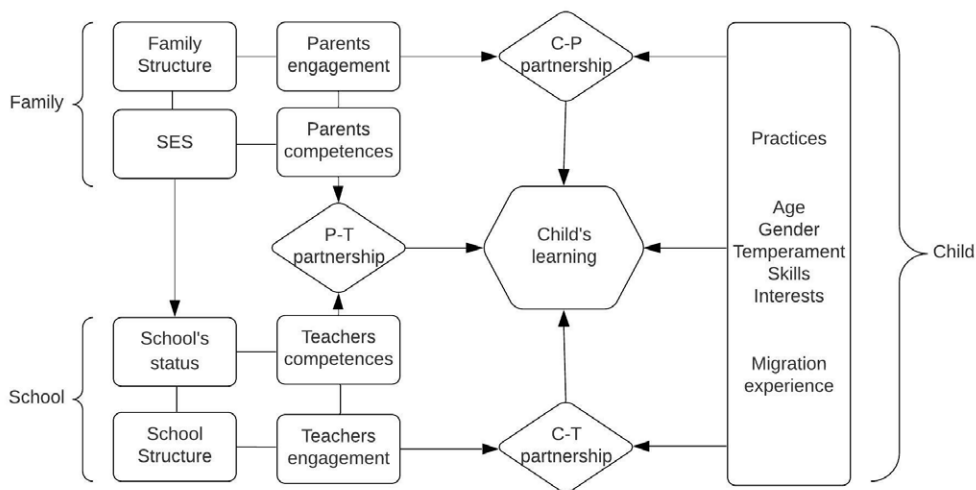 Family
Family
Structure
Parents
engagement
C-P
partnership
SES
Parents
competences
P-T
partnership
Child's
learning
Practices
Age
Gender
Temperament
Skills
Interests
Migration
experience
Child
School
School's
status
Teachers
competences
School
Structure
Teachers
engagement
C-T
partnership